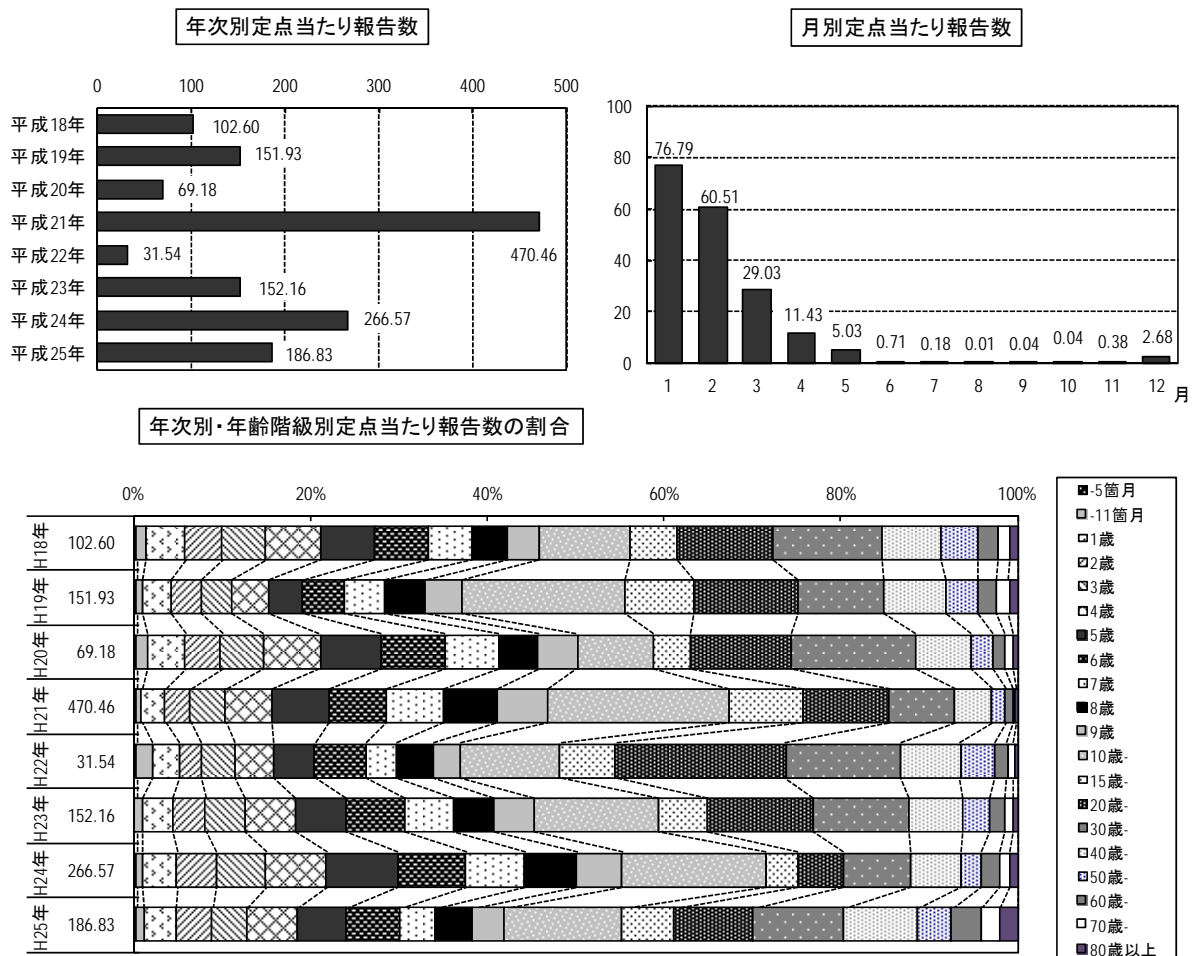 年次別定点当たり報告数
0 100 200 300 400 500
平成18年 102.60
平成19年 151.93
平成20年 69.18
平成21年 470.46
平成22年 31.54
平成23年 152.16
平成24年 266.57
平成25年 186.83
月別定点当たり報告数
100
80
60
40
20
0
76.79 60.51 29.03 11.43 5.03 0.71 0.18 0.01 0.04 0.04 0.38 2.68
1 2 3 4 5 6 7 8 9 10 11 12 月
年次別・年齢階級別定点当たり報告数の割合
0% 20% 40% 60% 80% 100%
H18年 102.60
H19年 151.93
H20年 69.18
H21年 470.46
H22年 31.54
H23年 152.16
H24年 266.57
H25年 186.83
-5箇月
-11箇月
1歳
2歳
3歳
4歳
5歳
6歳
7歳
8歳
9歳
10歳-
15歳-
20歳-
30歳-
40歳-
50歳-
60歳-
70歳-
80歳以上